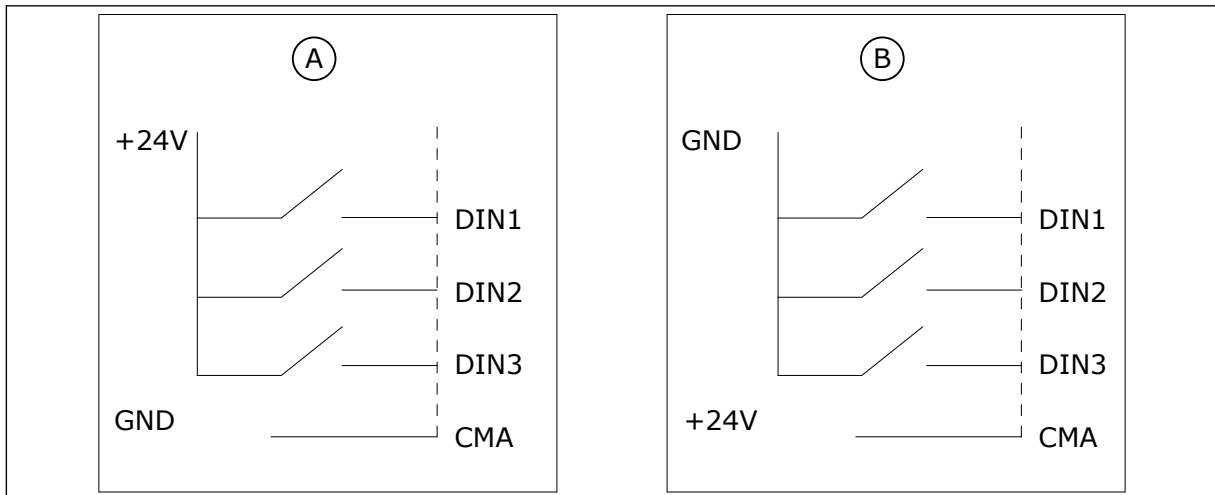 A
+24V
DIN1
DIN2
DIN3
GND
CMA
B
GND
DIN1
DIN2
DIN3
+24V
CMA